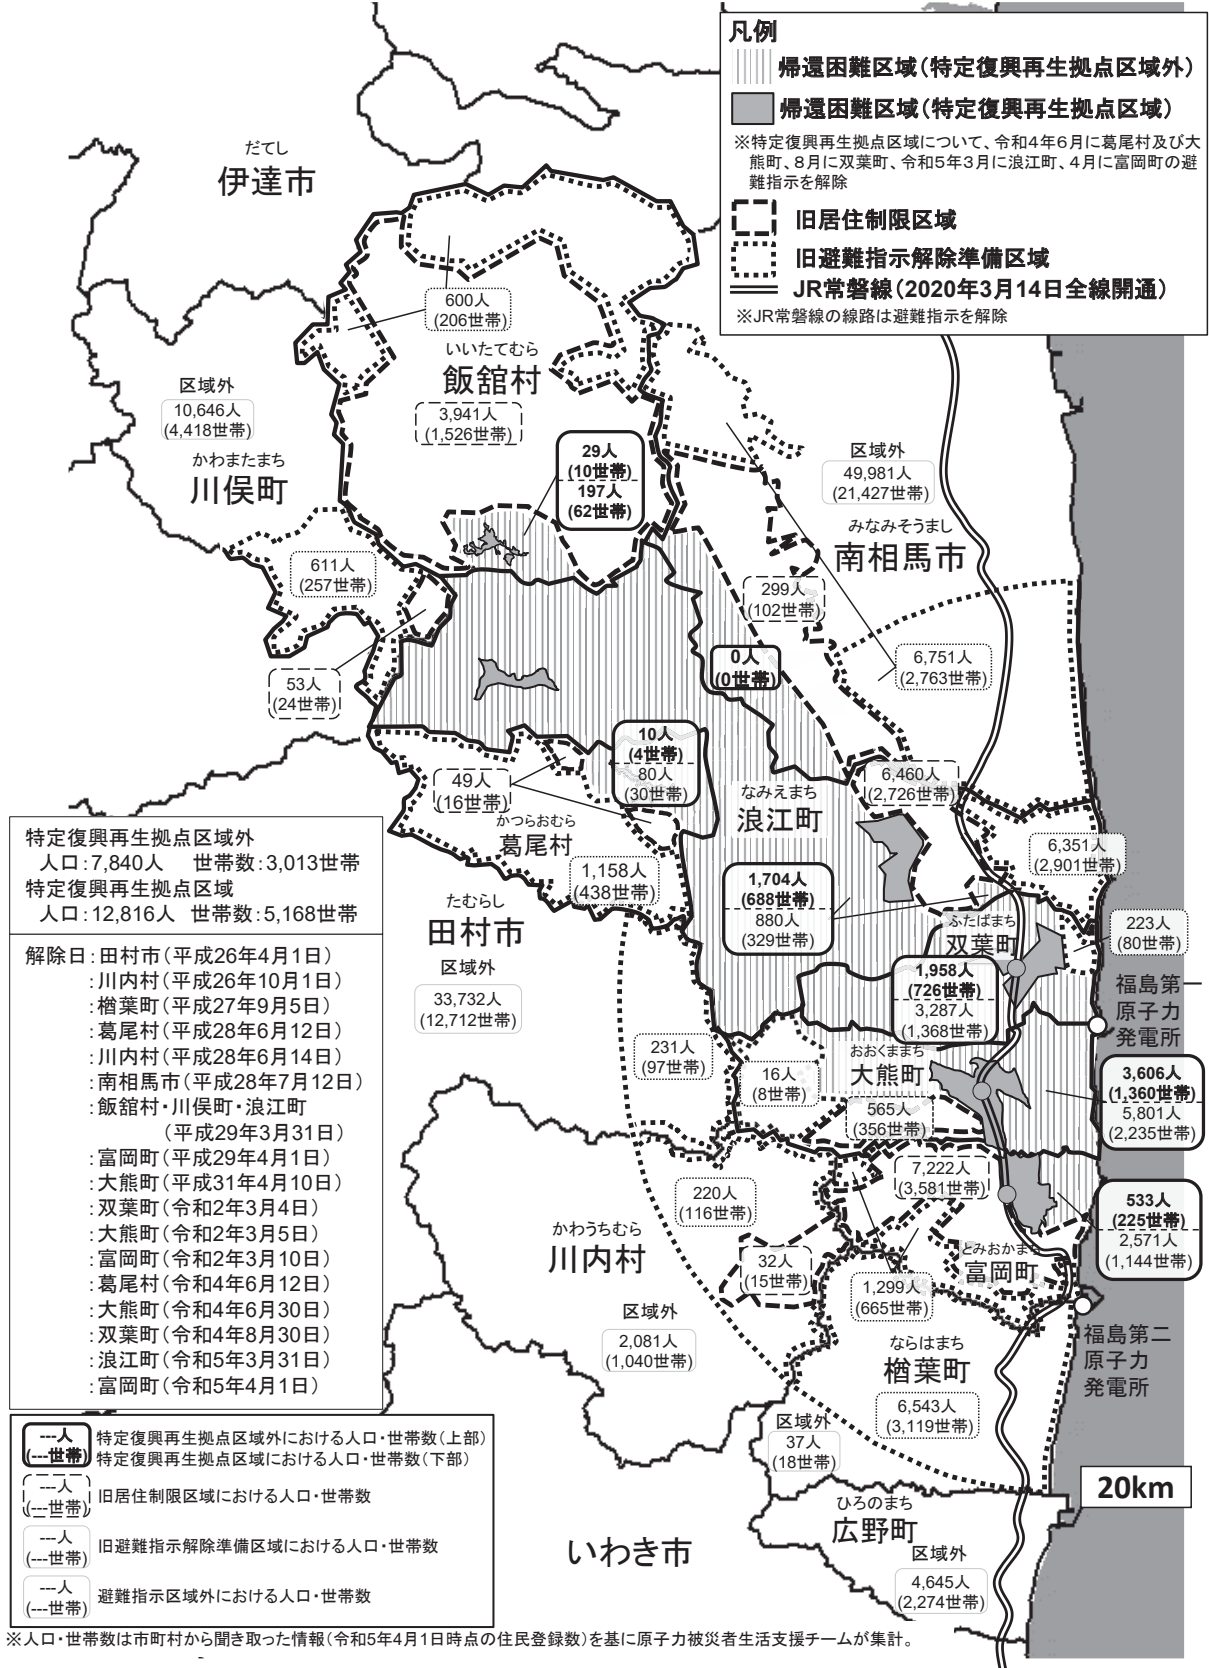 凡例
帰還困難区域(特定復興再生拠点区域外)
帰還困難区域(特定復興再生拠点区域)
※特定復興再生拠点区域について、令和4年6月に葛尾村及び大
熊町、8月に双葉町、令和5年3月に浪江町、4月に富岡町の避
難指示を解除
旧居住制限区域
旧避難指示解除準備区域
JR常磐線(2020年3月14日全線開通)
※JR常磐線の線路は避難指示を解除
だてし
伊達市
600人
(206世帯)
いいたてむら
飯舘村
3,941人
(1,526世帯)
区域外
10,646人
(4,418世帯)
かわまたまち
川俣町
29人
(10世帯)
197人
(62世帯)
区域外
49,981人
(21,427世帯)
みなみそうまし
南相馬市
611人
(257世帯)
299人
(102世帯)
53人
(24世帯)
0人
(0世帯)
6,751人
(2,763世帯)
10人
(4世帯)
80人
(30世帯)
49人
(16世帯)
かつらおむら
葛尾村
なみえまち
浪江町
6,460人
(2,726世帯)
6,351人
(2,901世帯)
1,158人
(438世帯)
1,704人
(688世帯)
880人
(329世帯)
ふたばまち
双葉町
223人
(80世帯)
たむらし
田村市
区域外
33,732人
(12,712世帯)
1,958人
(726世帯)
3,287人
(1,368世帯)
福島第一
原子力
発電所
231人
(97世帯)
16人
(8世帯)
おおくままち
大熊町
565人
(356世帯)
3,606人
(1,360世帯)
5,801人
(2,235世帯)
220人
(116世帯)
7,222人
(3,581世帯)
533人
(225世帯)
2,571人
(1,144世帯)
かわうちむら
川内村
32人
(15世帯)
とみおかまち
富岡町
1,299人
(665世帯)
区域外
2,081人
(1,040世帯)
ならはまち
楢葉町
6,543人
(3,119世帯)
福島第二
原子力
発電所
区域外
37人
(18世帯)
20km
ひろのまち
広野町
いわき市
区域外
4,645人
(2,274世帯)
特定復興再生拠点区域外
人口:7,840人 世帯数:3,013世帯
特定復興再生拠点区域
人口:12,816人 世帯数:5,168世帯
解除日:田村市(平成26年4月1日)
:川内村(平成26年10月1日)
:楢葉町(平成27年9月5日)
:葛尾村(平成28年6月12日)
:川内村(平成28年6月14日)
:南相馬市(平成28年7月12日)
:飯舘村・川俣町・浪江町
(平成29年3月31日)
:富岡町(平成29年4月1日)
:大熊町(平成31年4月10日)
:双葉町(令和2年3月4日)
:大熊町(令和2年3月5日)
:富岡町(令和2年3月10日)
:葛尾村(令和4年6月12日)
:大熊町(令和4年6月30日)
:双葉町(令和4年8月30日)
:浪江町(令和5年3月31日)
:富岡町(令和5年4月1日)
---人
(---世帯)
特定復興再生拠点区域外における人口・世帯数(上部)
特定復興再生拠点区域における人口・世帯数(下部)
---人
(---世帯)
旧居住制限区域における人口・世帯数
---人
(---世帯)
旧避難指示解除準備区域における人口・世帯数
---人
(---世帯)
避難指示区域外における人口・世帯数
※人口・世帯数は市町村から聞き取った情報(令和5年4月1日時点の住民登録数)を基に原子力被災者生活支援チームが集計。